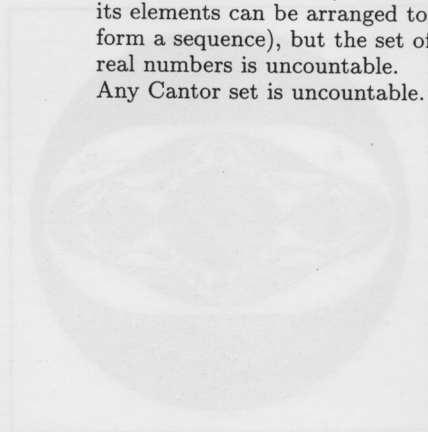 its elements can be arranged to
form a sequence), but the set of
real numbers is uncountable.
Any Cantor set is uncountable.